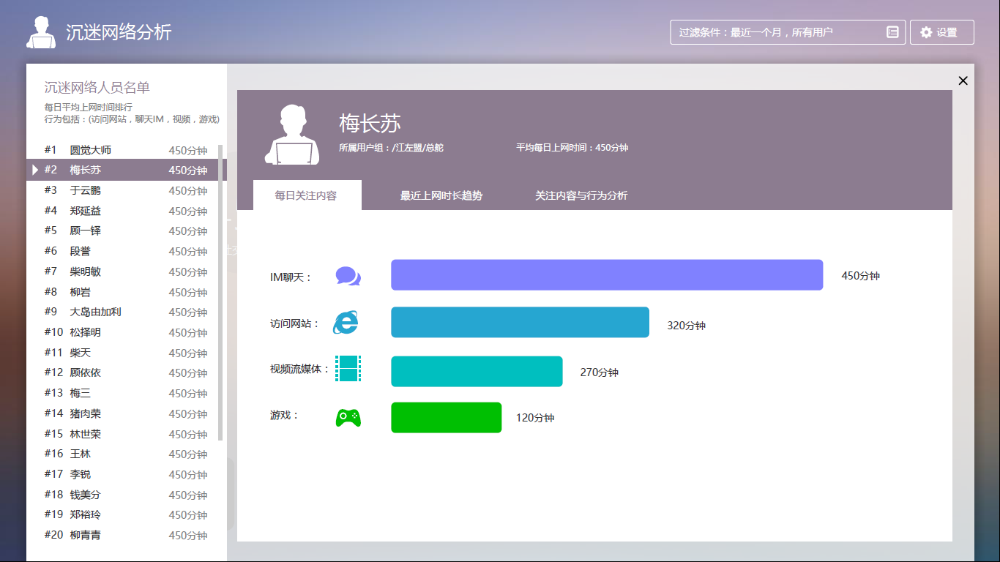 沉迷网络分析
过滤条件：最近一个月，所有用户
设置
沉迷网络人员名单
每日平均上网时间排行
行为包括：(访问网站，聊天IM，视频，游戏)
#1 圆觉大师 450分钟
#2 梅长苏 450分钟
#3 于云鹏 450分钟
#4 郑延益 450分钟
#5 顾一铎 450分钟
#6 段誉 450分钟
#7 柴明敏 450分钟
#8 柳岩 450分钟
#9 大岛由加利 450分钟
#10 松择明 450分钟
#11 柴天 450分钟
#12 顾依依 450分钟
#13 梅三 450分钟
#14 猪肉荣 450分钟
#15 林世荣 450分钟
#16 王林 450分钟
#17 李锐 450分钟
#18 钱美分 450分钟
#19 郑裕玲 450分钟
#20 柳青青 450分钟
梅长苏
所属用户组：/江左盟/总舵
平均每日上网时间：450分钟
每日关注内容
最近上网时长趋势
关注内容与行为分析
IM聊天： 450分钟
访问网站： 320分钟
视频流媒体： 270分钟
游戏： 120分钟